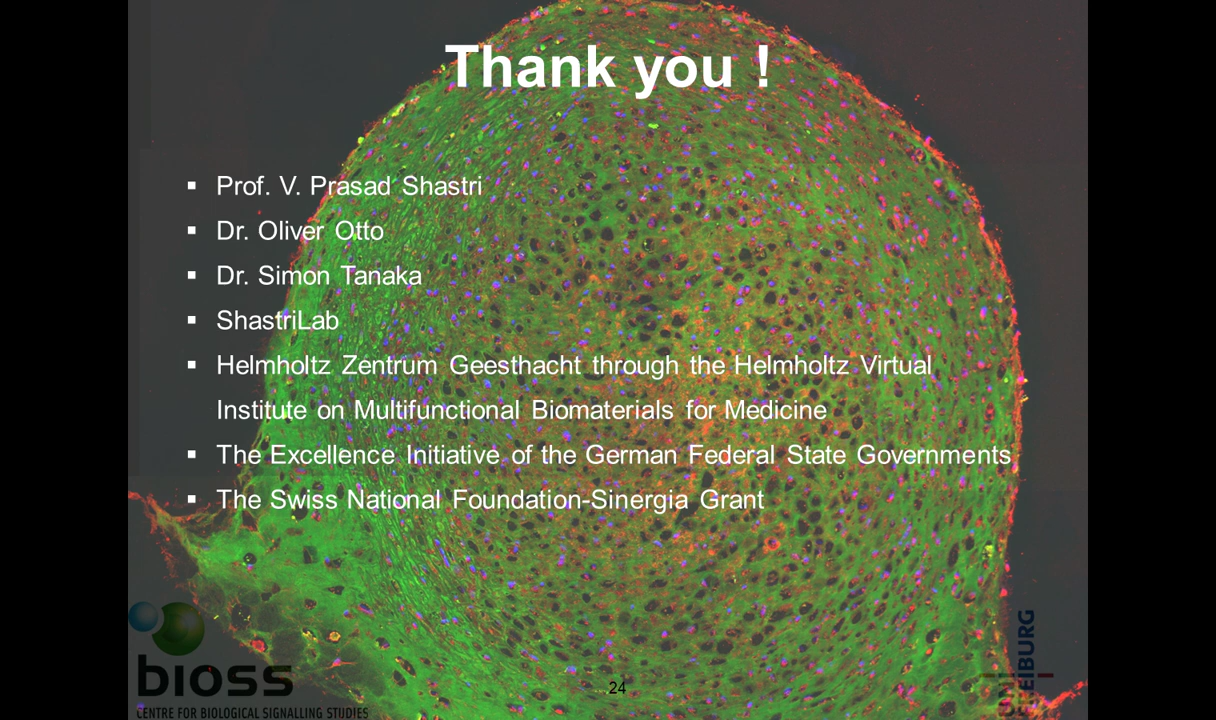 Thank you !
▪ Prof. V. Prasad Shastri
▪ Dr. Oliver Otto
▪ Dr. Simon Tanaka
▪ ShastriLab
▪ Helmholtz Zentrum Geesthacht through the Helmholtz Virtual
Institute on Multifunctional Biomaterials for Medicine
▪ The Excellence Initiative of the German Federal State Governments
▪ The Swiss National Foundation-Sinergia Grant
bioss
CENTRE FOR BIOLOGICAL SIGNALLING STUDIES
24